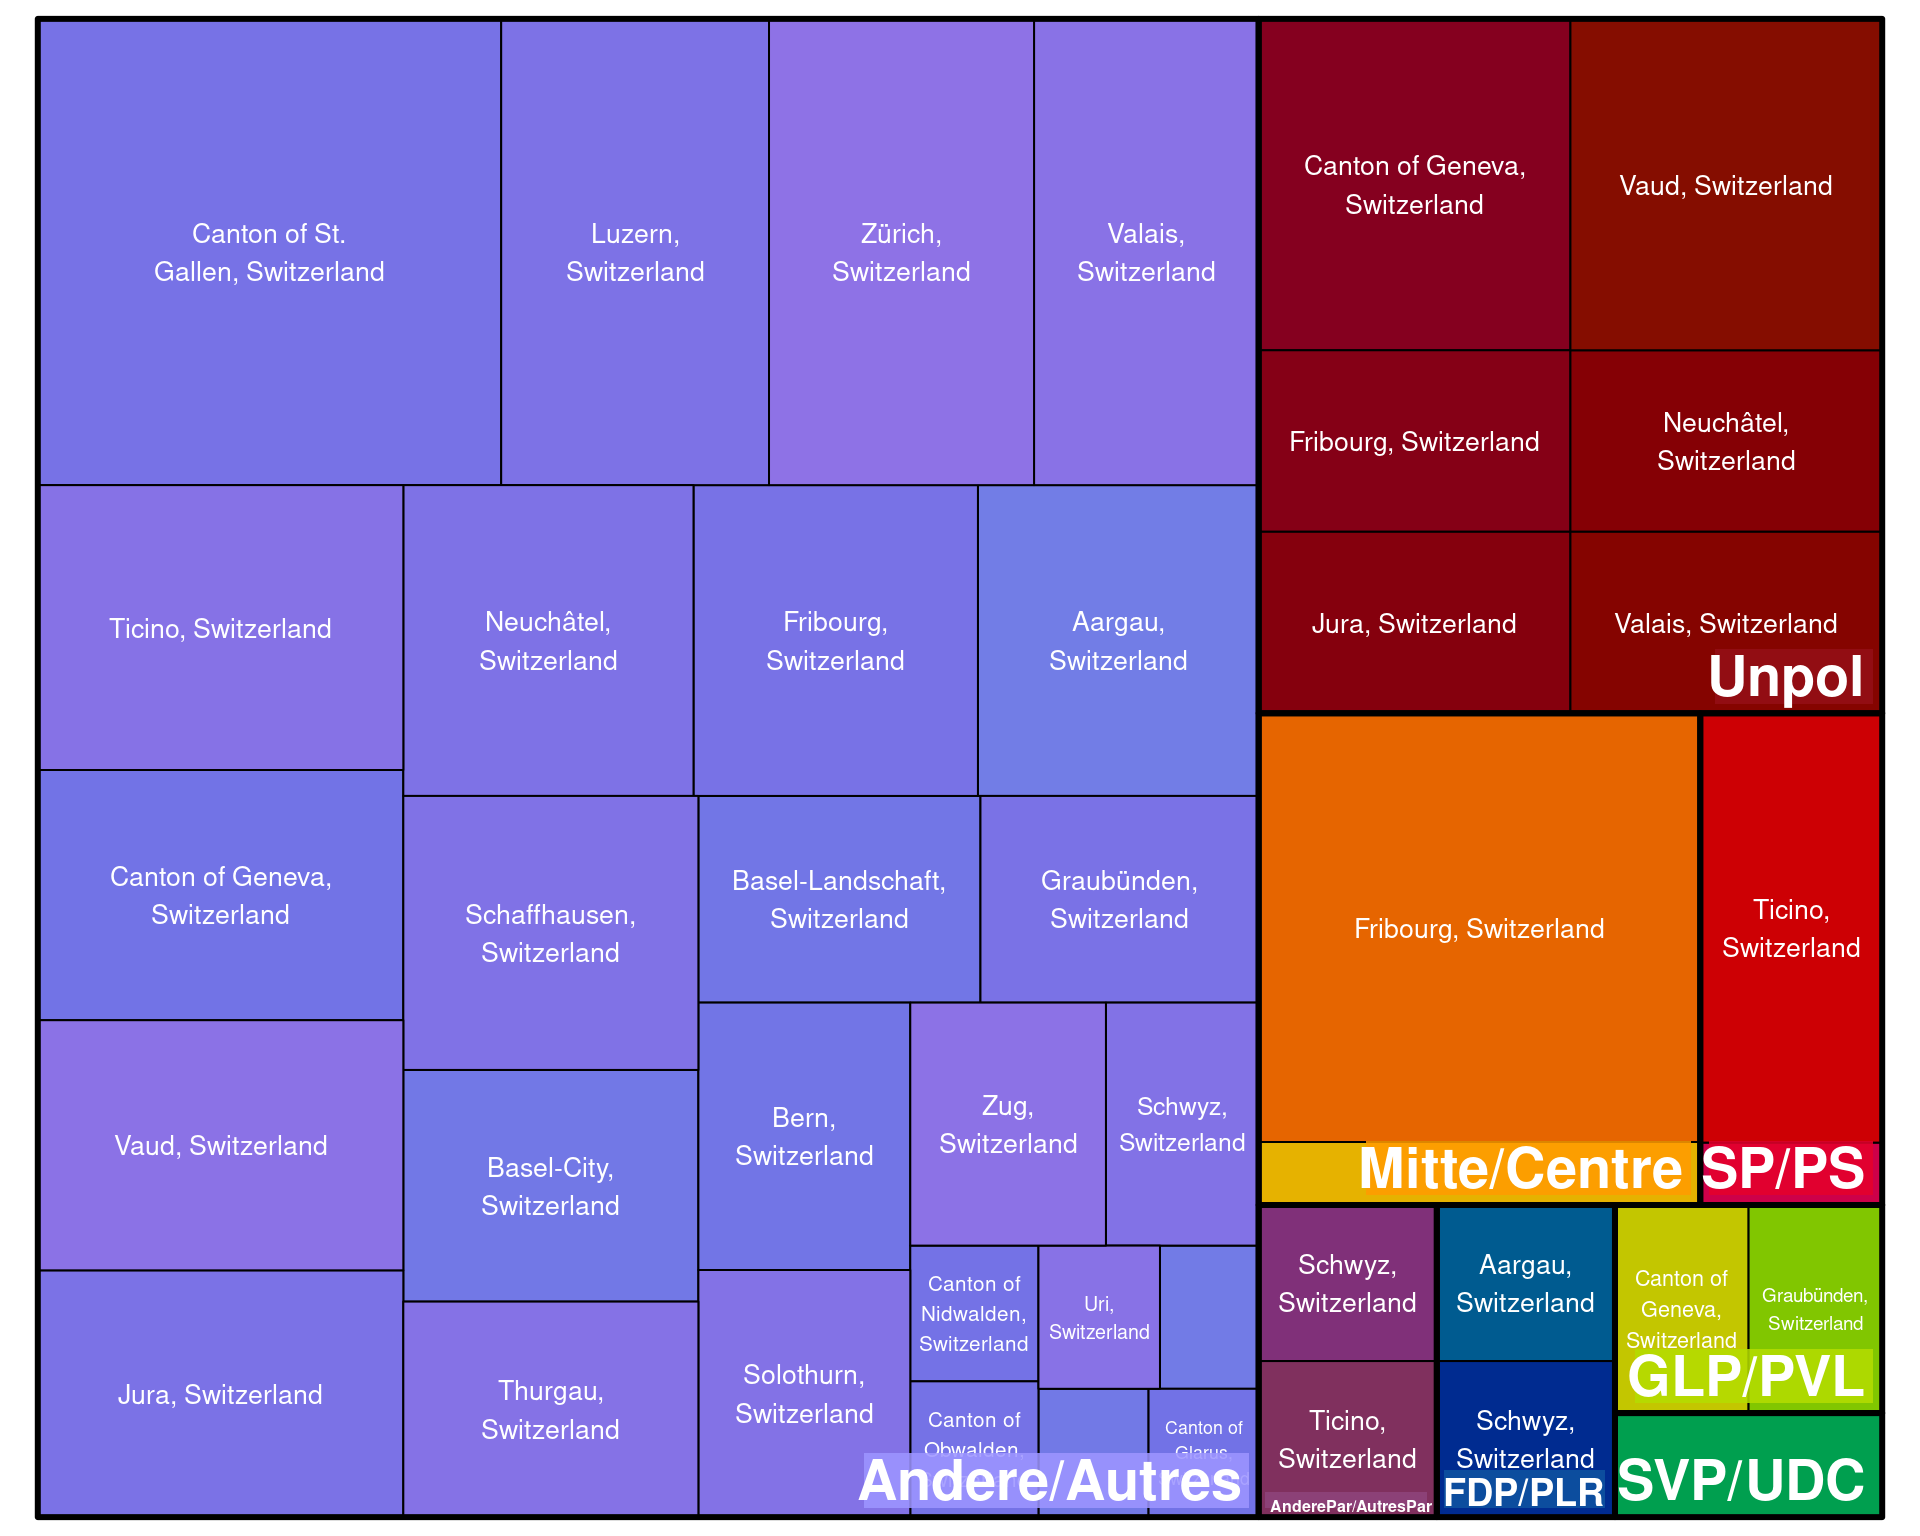 Canton of St.
Gallen, Switzerland
Luzern,
Switzerland
Zürich,
Switzerland
Valais,
Switzerland
Ticino, Switzerland
Neuchâtel,
Switzerland
Fribourg,
Switzerland
Aargau,
Switzerland
Canton of Geneva,
Switzerland
Schaffhausen,
Switzerland
Basel-Landschaft,
Switzerland
Graubünden,
Switzerland
Vaud, Switzerland
Basel-City,
Switzerland
Bern,
Switzerland
Zug,
Switzerland
Schwyz,
Switzerland
Jura, Switzerland
Thurgau,
Switzerland
Solothurn,
Switzerland
Canton of
Nidwalden,
Switzerland
Uri,
Switzerland
Canton of
Obwalden,
Canton of
Glarus,
Andere/Autres
Canton of Geneva,
Switzerland
Vaud, Switzerland
Fribourg, Switzerland
Neuchâtel,
Switzerland
Jura, Switzerland
Valais, Switzerland
Unpol
Fribourg, Switzerland
Mitte/Centre
Ticino,
Switzerland
SP/PS
Schwyz,
Switzerland
Ticino,
Switzerland
AnderePar/AutresPar
Aargau,
Switzerland
Schwyz,
Switzerland
FDP/PLR
Canton of
Geneva,
Switzerland
Graubünden,
Switzerland
GLP/PVL
SVP/UDC